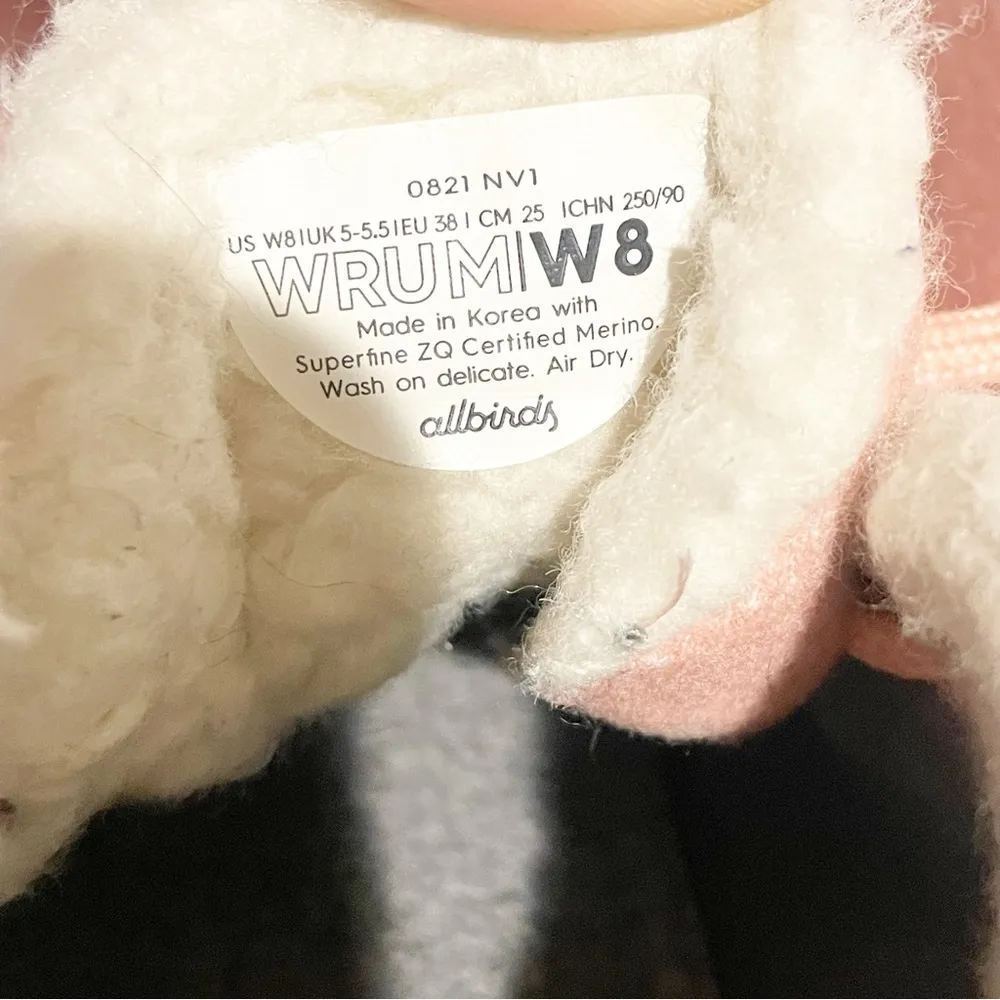 0821 NV1
US W8|UK 5-5.5|EU 38 | CM 25 |CHN 250/90
WRUM|W8
Made in Korea with
Superfine ZQ Certified Merino.
Wash on delicate. Air Dry.
allbirds